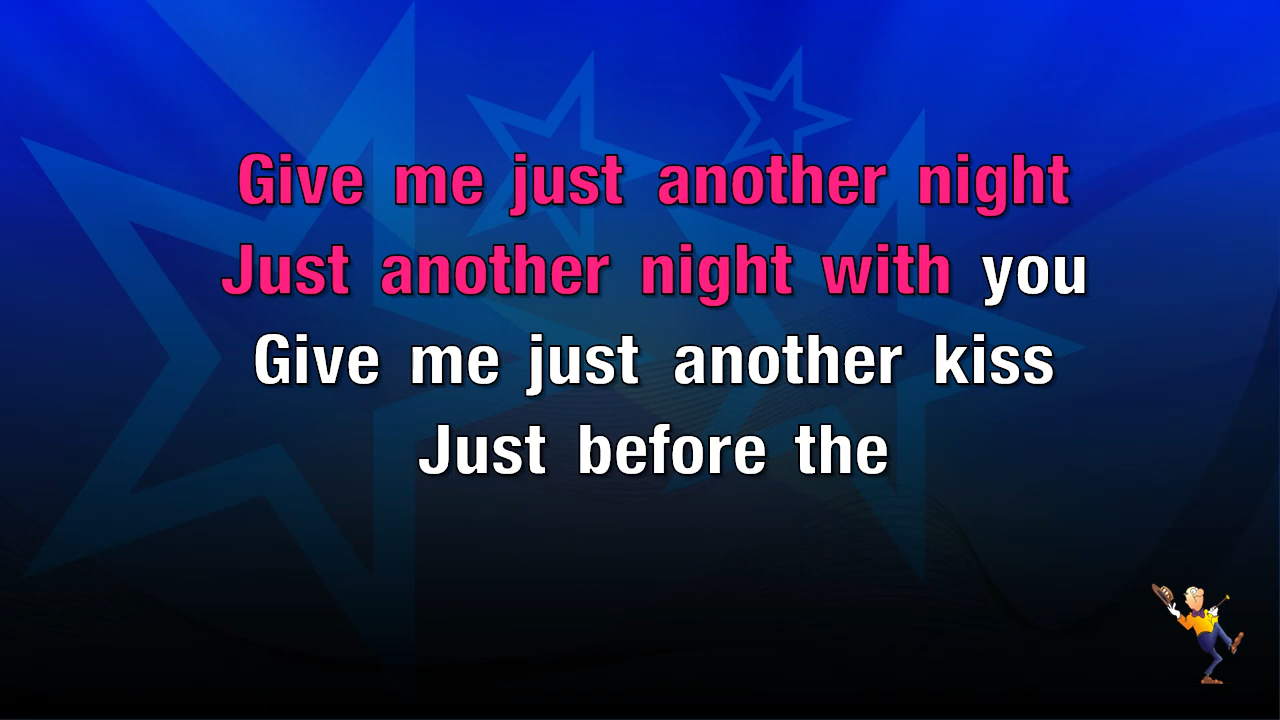 Give me just another night
Just another night with you
Give me just another kiss
Just before the